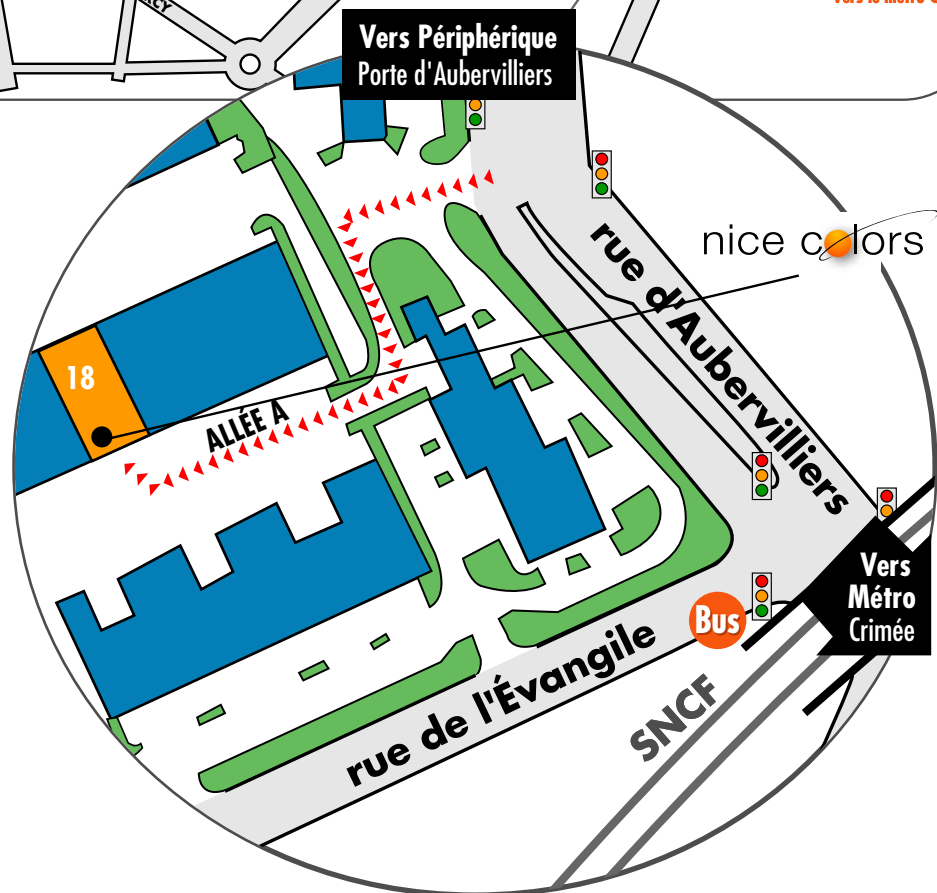 Vers Périphérique
Porte d'Aubervilliers
nice colors
rue d'Aubervilliers
18
ALLÉE A
Vers
Métro
Crimée
Bus
rue de l'Évangile
SNCF